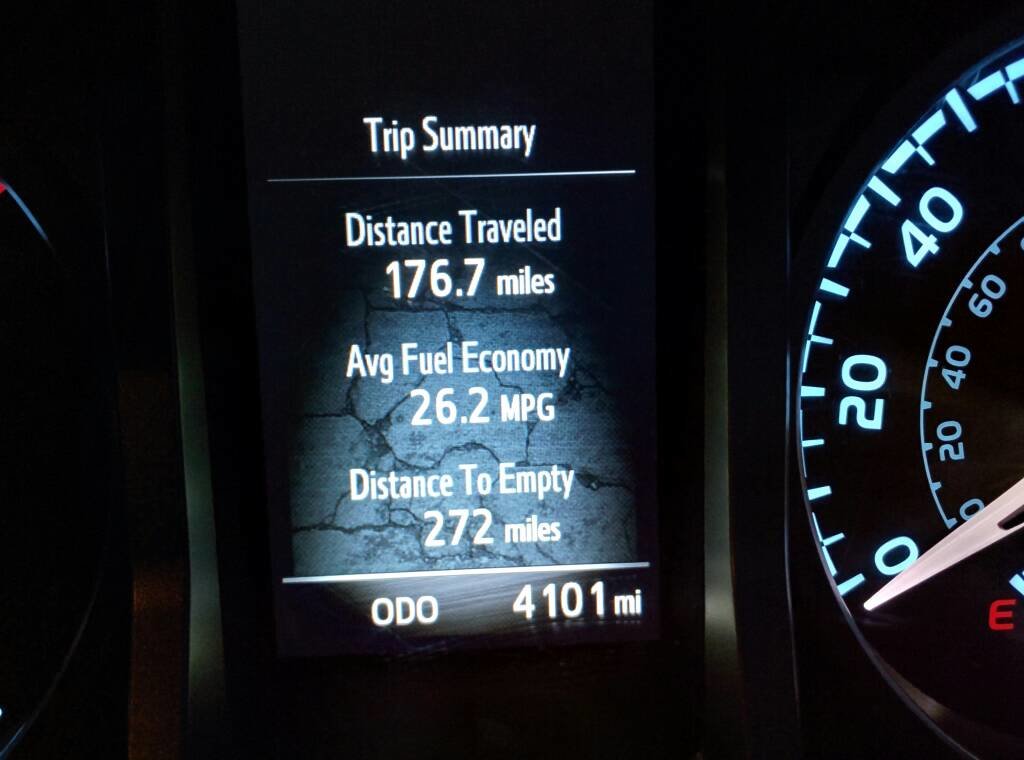 Trip Summary
Distance Traveled
176.7 miles
Avg Fuel Economy
26.2 MPG
Distance To Empty
272 miles
ODO 4101 mi
40
20
0
60
40
20
0
E